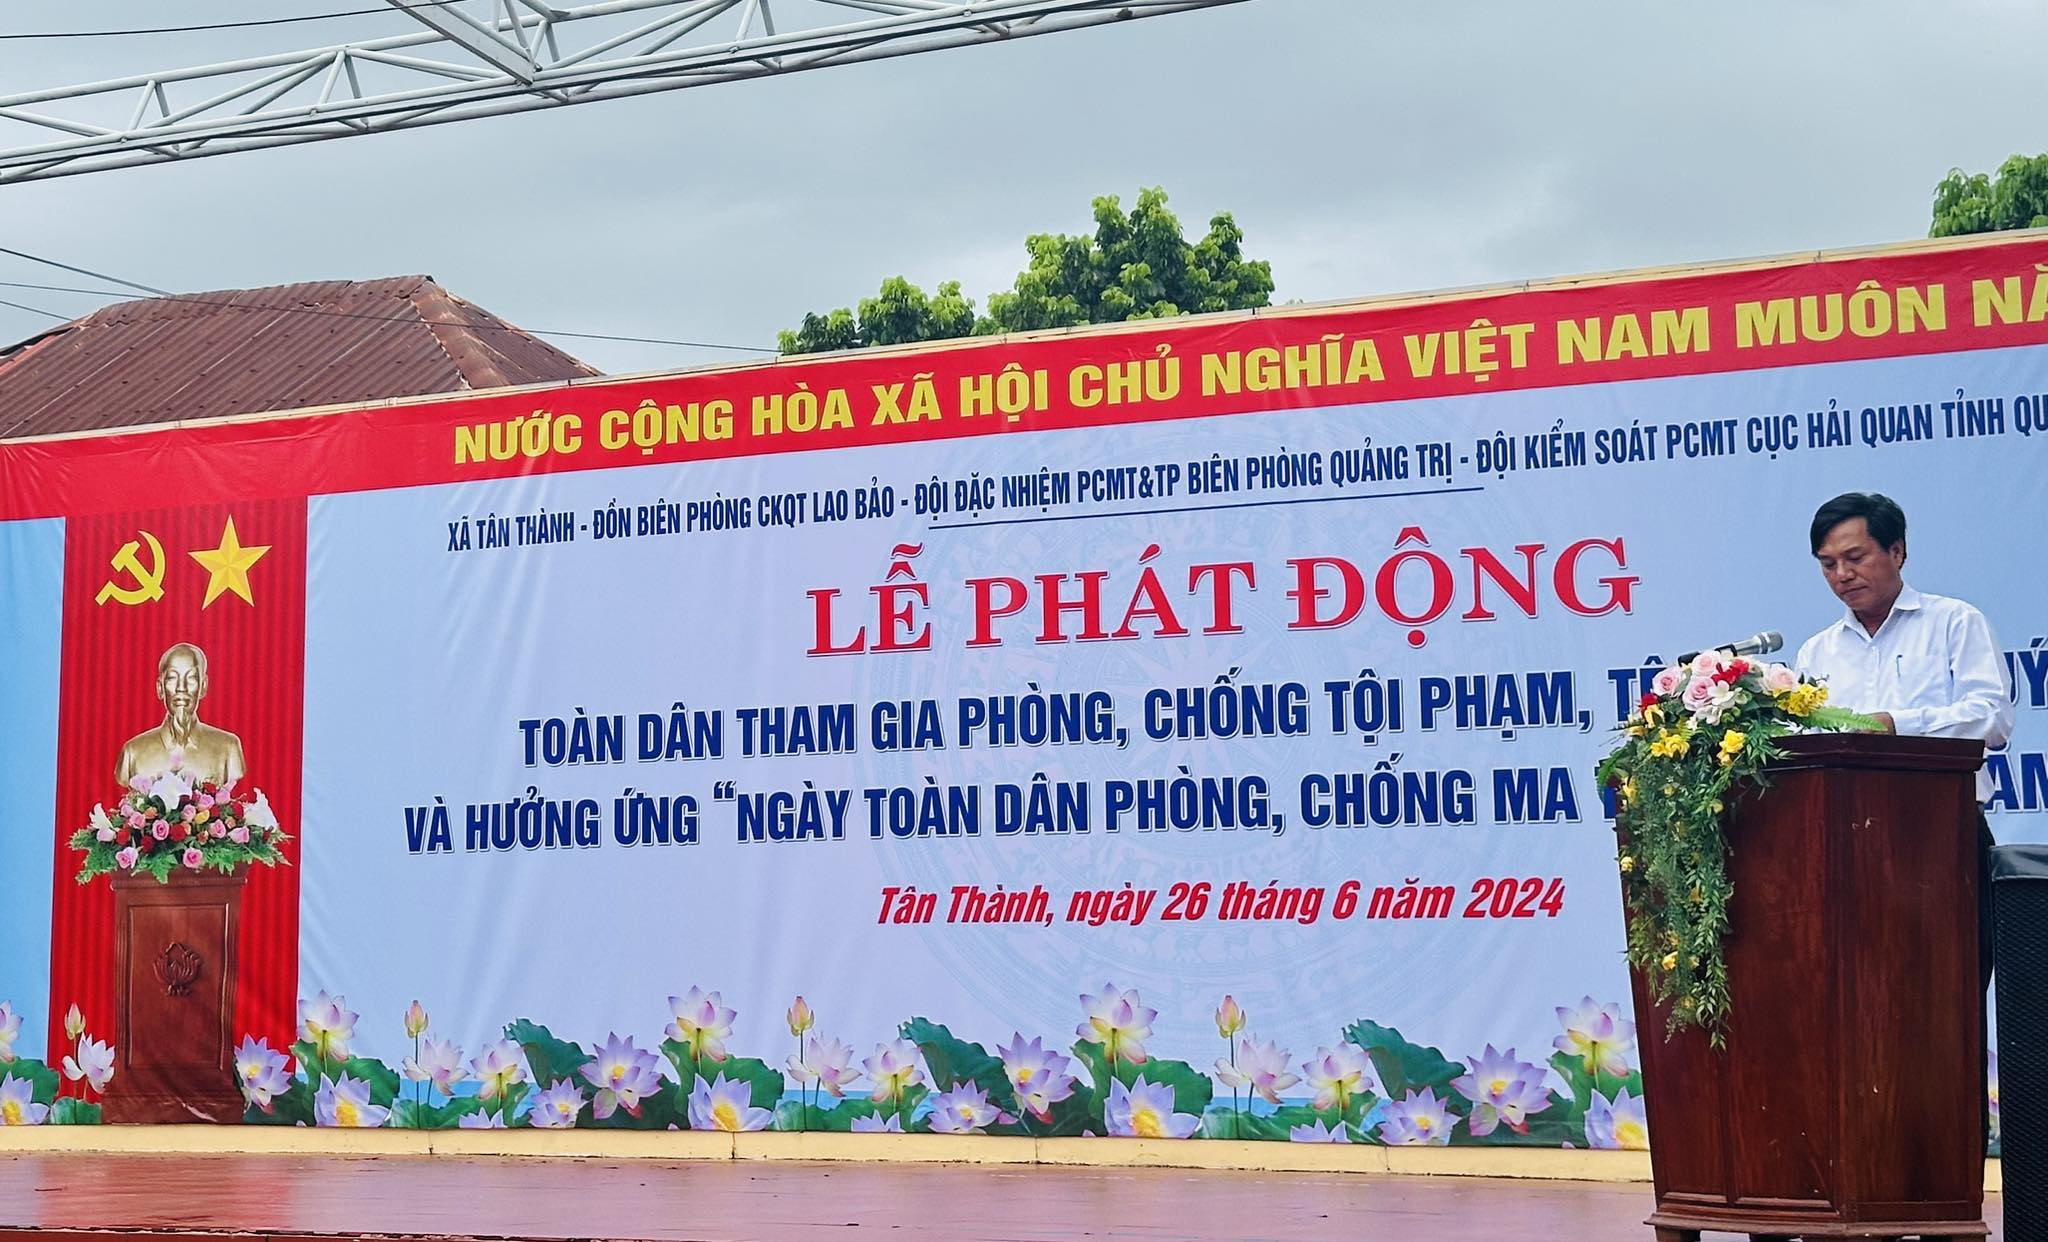 NƯỚC CỘNG HÒA XÃ HỘI CHỦ NGHĨA VIỆT NAM MUÔN
XÃ TÂN THÀNH - ĐỒN BIÊN PHÒNG CKQT LAO BẢO - ĐỘI ĐẶC NHIỆM PCMT&TP BIÊN PHÒNG QUẢNG TRỊ - ĐỘI KIỂM SOÁT PCMT CỤC HẢI QUAN TỈNH
LỄ PHÁT ĐỘNG
TOÀN DÂN THAM GIA PHÒNG, CHỐNG TỘI PHẠM,
VÀ HƯỞNG ỨNG “NGÀY TOÀN DÂN PHÒNG, CHỐNG MA
Tân Thành, ngày 26 tháng 6 năm 2024